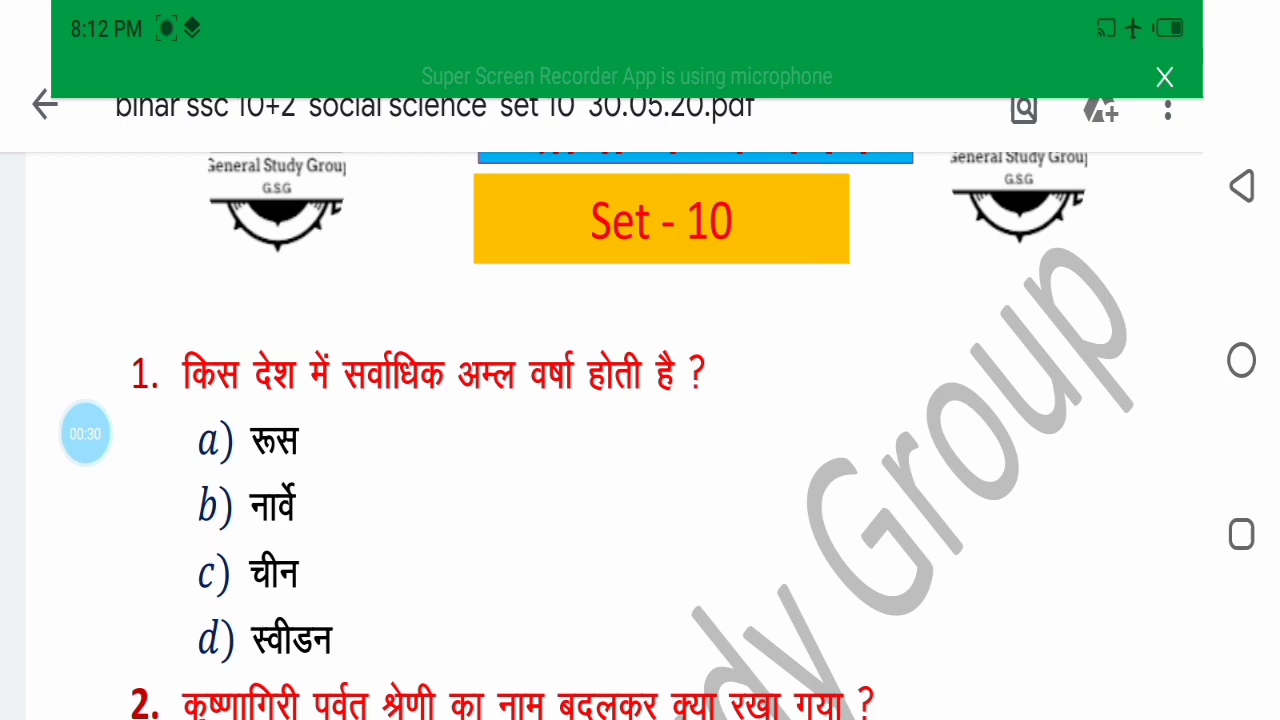 8:12 PM
Super Screen Recorder App is using microphone
bihar ssc 10+2 social science set 10 30.05.20.pdf
General Study Group
G.S.G
General Study Group
G.S.G
Set - 10
1. किस देश में सर्वाधिक अम्ल वर्षा होती है ?
00:30
a) रूस
b) नार्वे
c) चीन
d) स्वीडन
2. कृष्णागिरी पर्वत श्रेणी का नाम बदलकर क्या रखा गया ?
Group